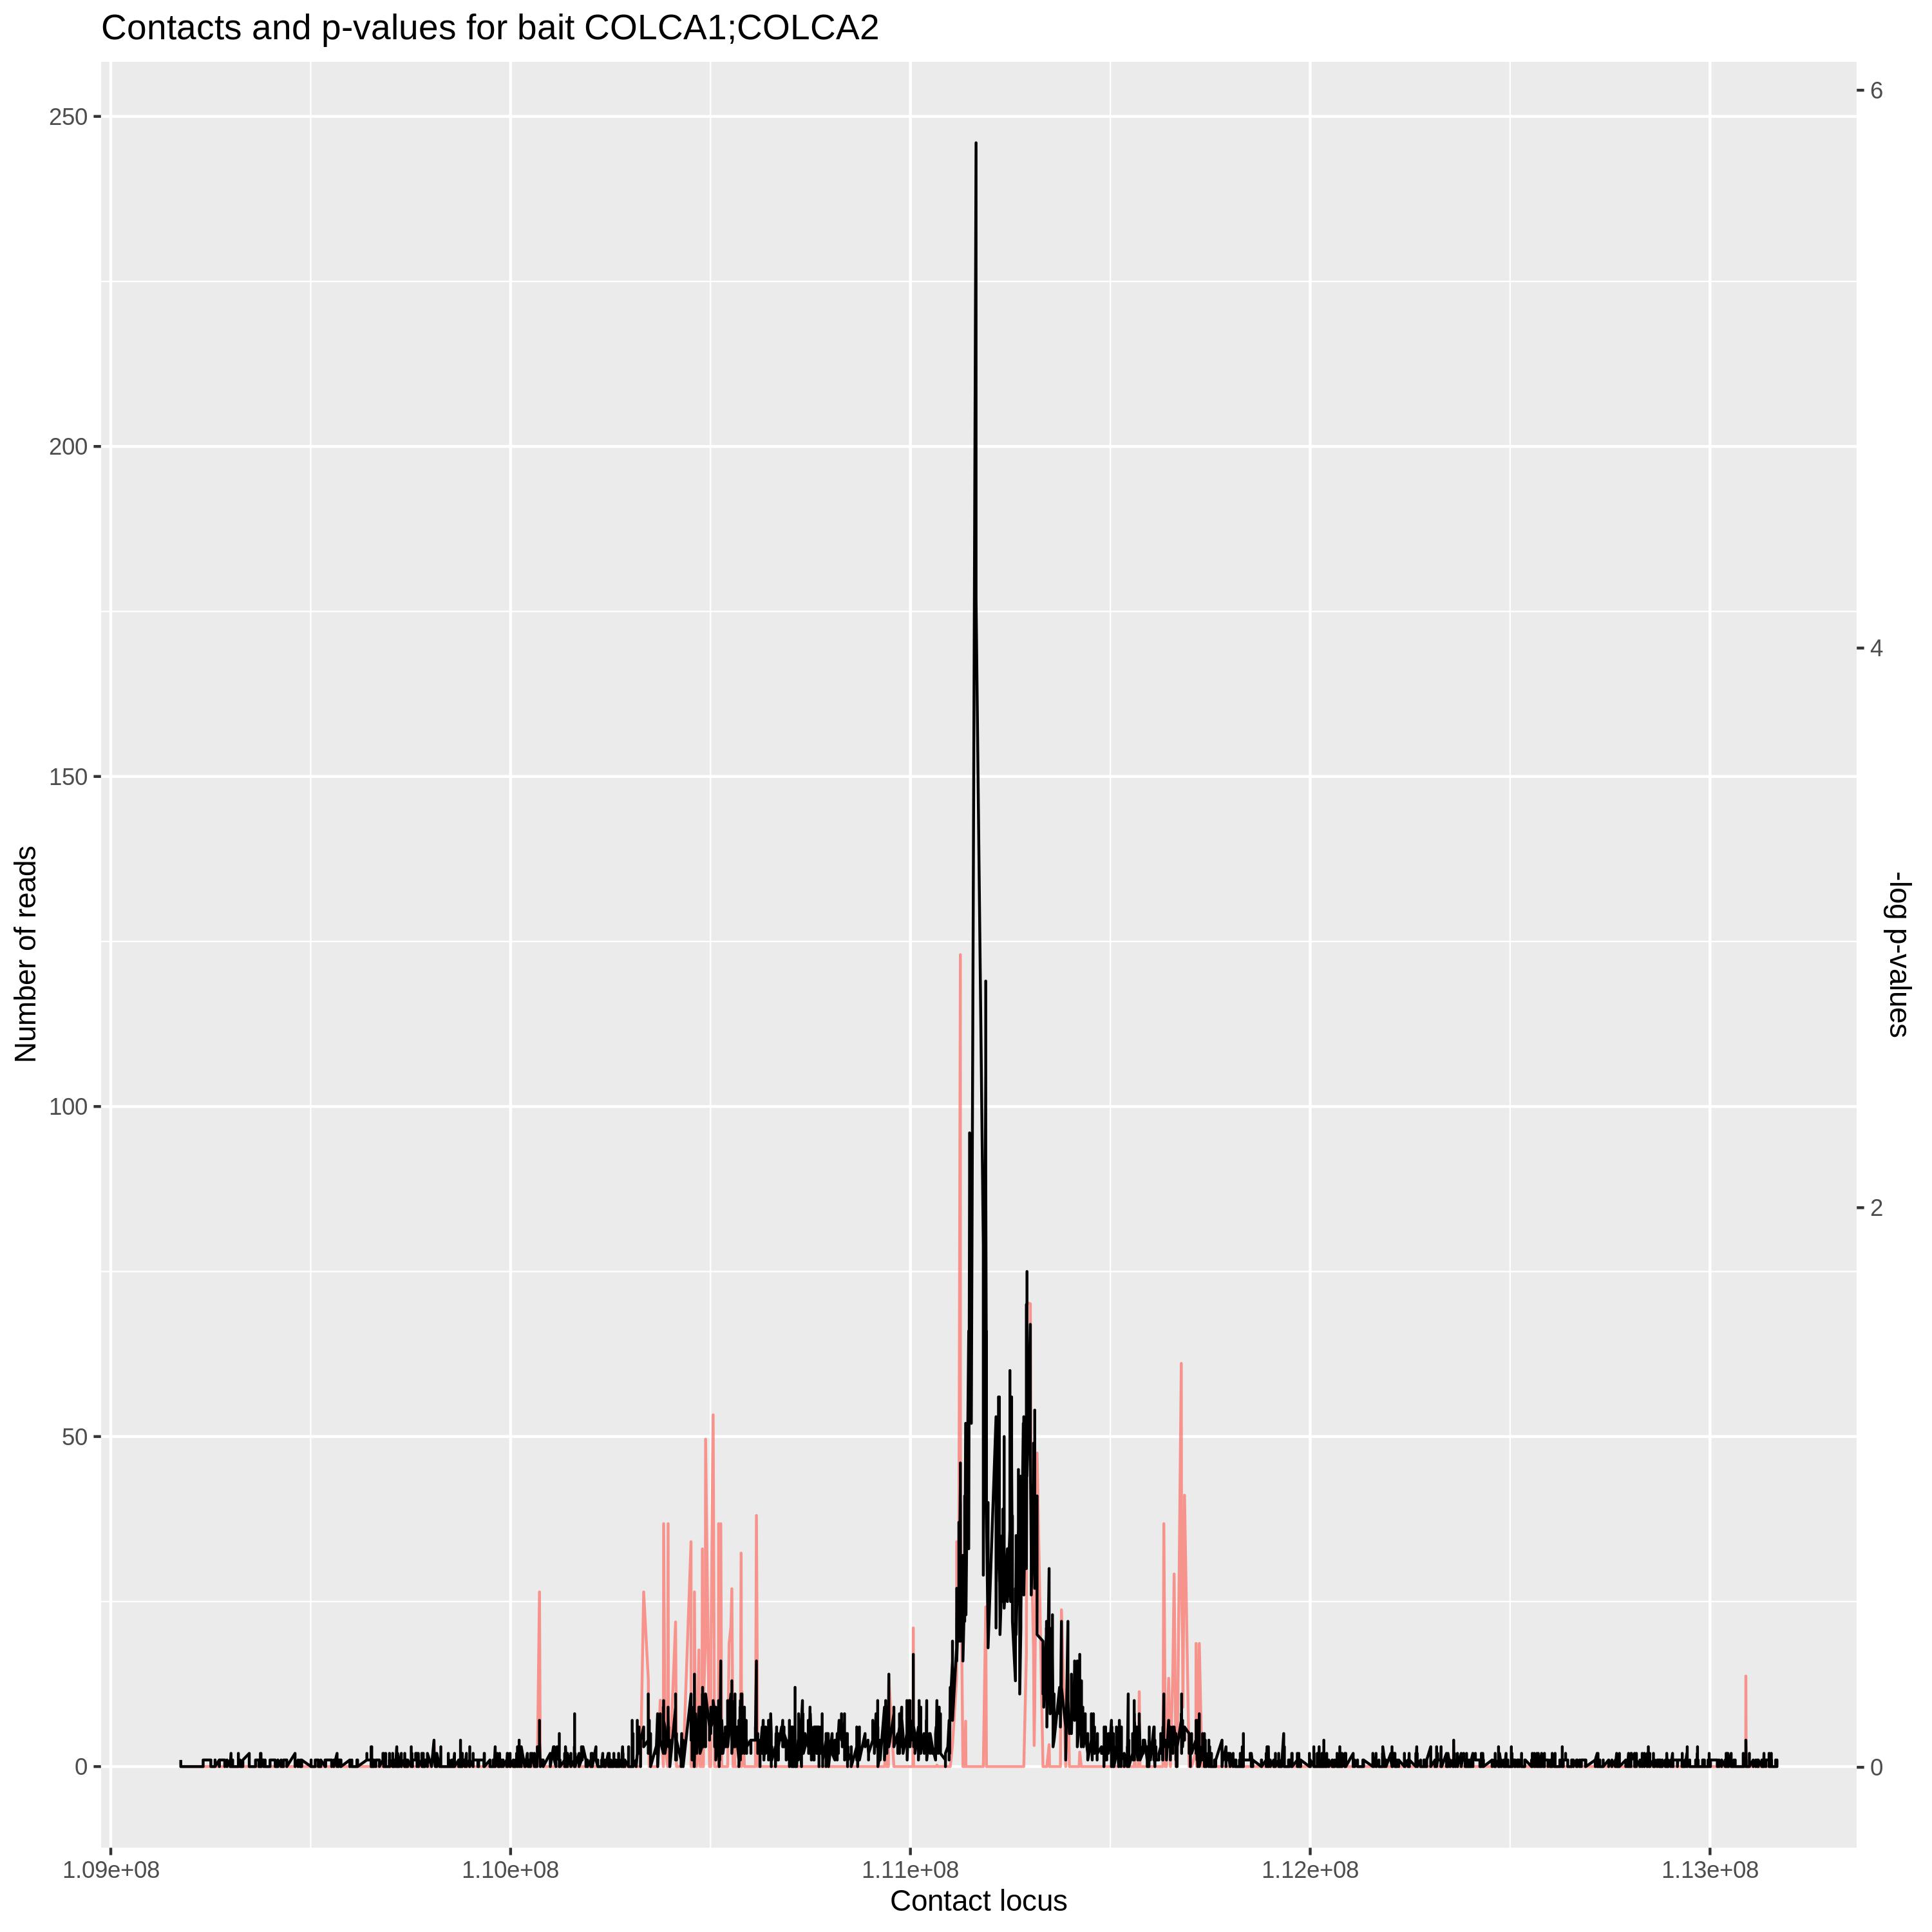 Contacts and p-values for bait COLCA1;COLCA2
250
200
150
100
50
0
Number of reads
6
4
2
0
-log p-values
1.09e+08
1.10e+08
1.11e+08
1.12e+08
1.13e+08
Contact locus